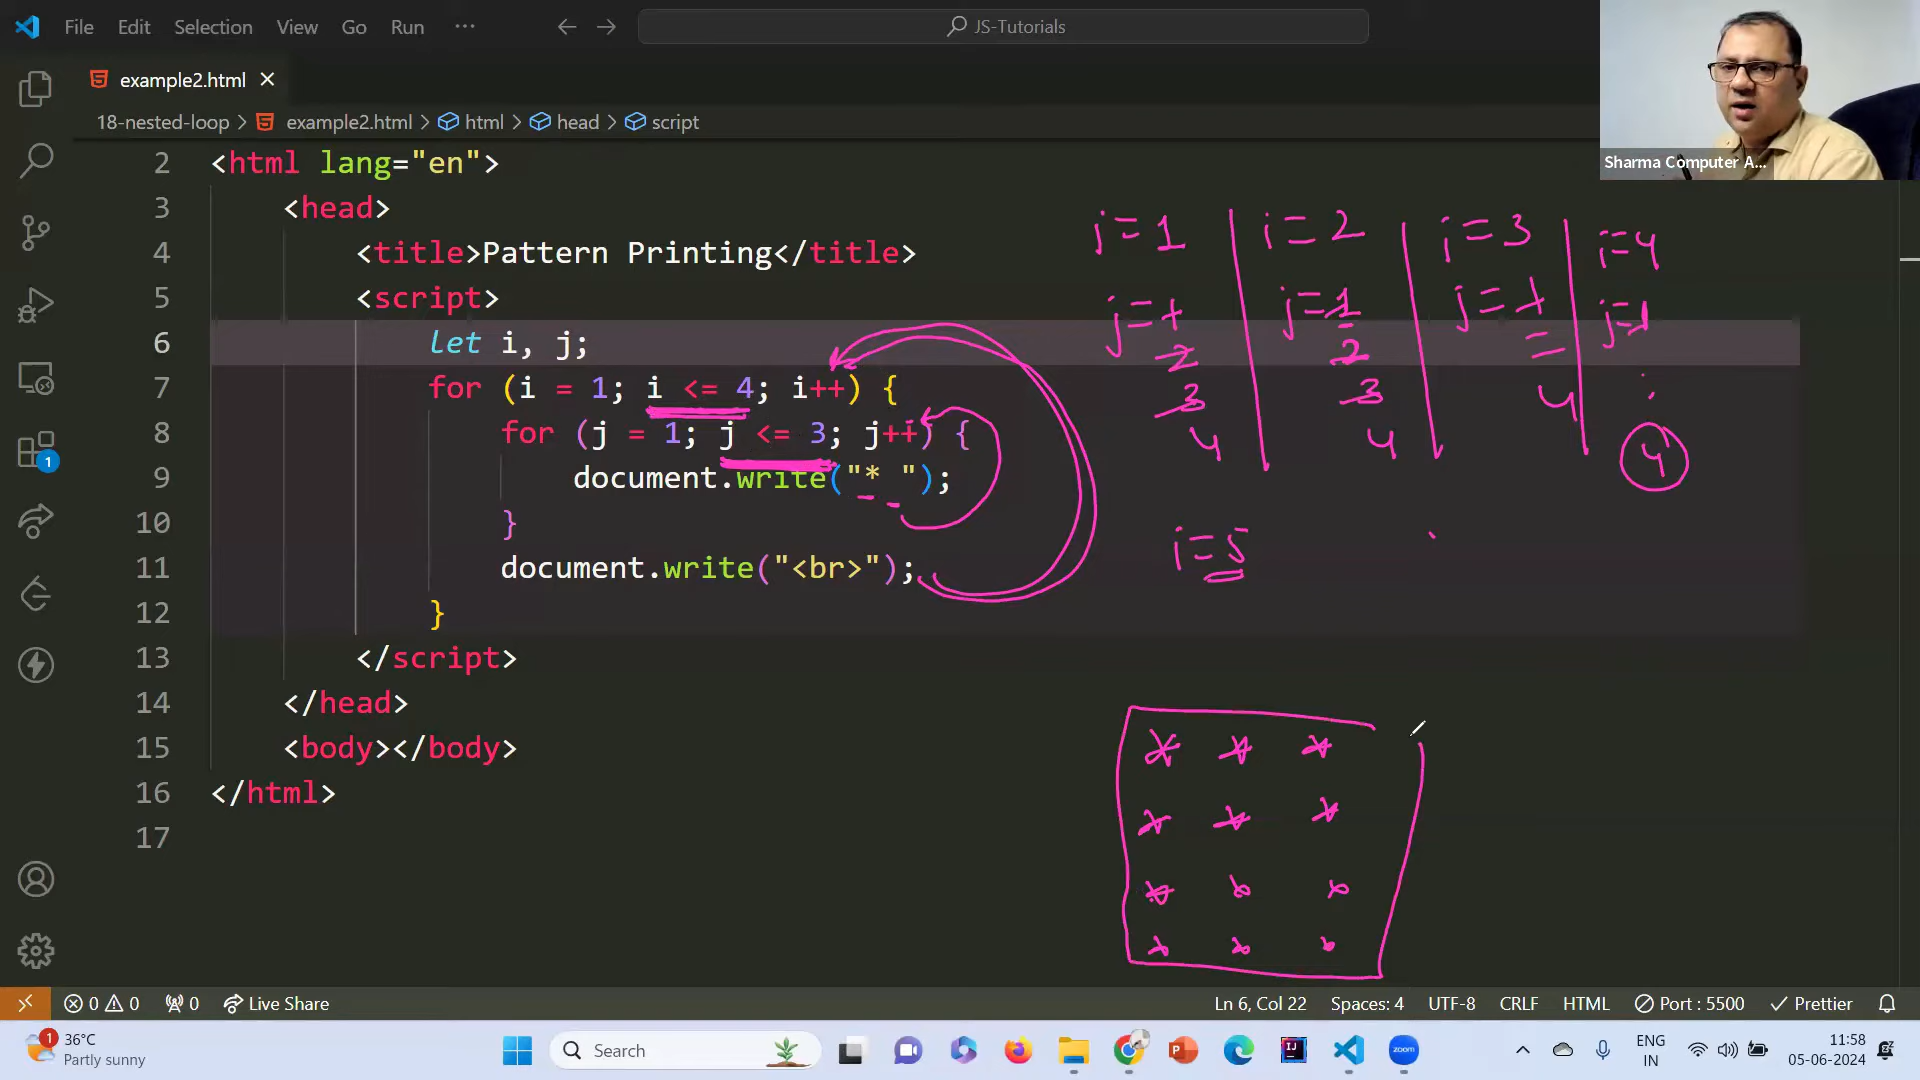 File Edit Selection View Go Run ··· JS-Tutorials
example2.html
18-nested-loop > example2.html > html > head > script
Sharma Computer A...
2 <html lang="en">
3 <head>
4 <title>Pattern Printing</title>
5 <script>
6 let i, j;
7 for (i = 1; i <= 4; i++) {
8 for (j = 1; j <= 3; j++) {
9 document.write("* ");
10 }
11 document.write("<br>");
12 }
13 </script>
14 </head>
15 <body></body>
16 </html>
17
i=1 i=2 i=3 i=4
j=1 j=1 j=1 j=1
2 2
3 3 4
4 4 4
i=5
* * *
* * *
* * *
* * *
1
0 0 0 Live Share Ln 6, Col 22 Spaces: 4 UTF-8 CRLF HTML Port : 5500 Prettier
1 36°C
Partly sunny
Search
zoom
ENG
IN
11:58
05-06-2024